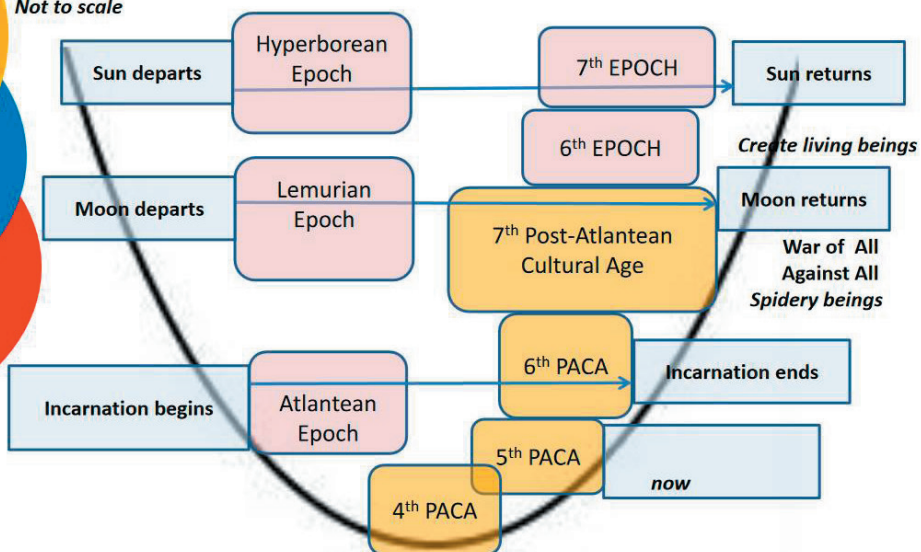 Not to scale
Sun departs
Hyperborean
Epoch
7th EPOCH
Sun returns
6th EPOCH
Create living beings
Moon departs
Lemurian
Epoch
7th Post-Atlantean
Cultural Age
Moon returns
War of All
Against All
Spidery beings
Incarnation begins
Atlantean
Epoch
6th PACA
Incarnation ends
5th PACA
now
4th PACA